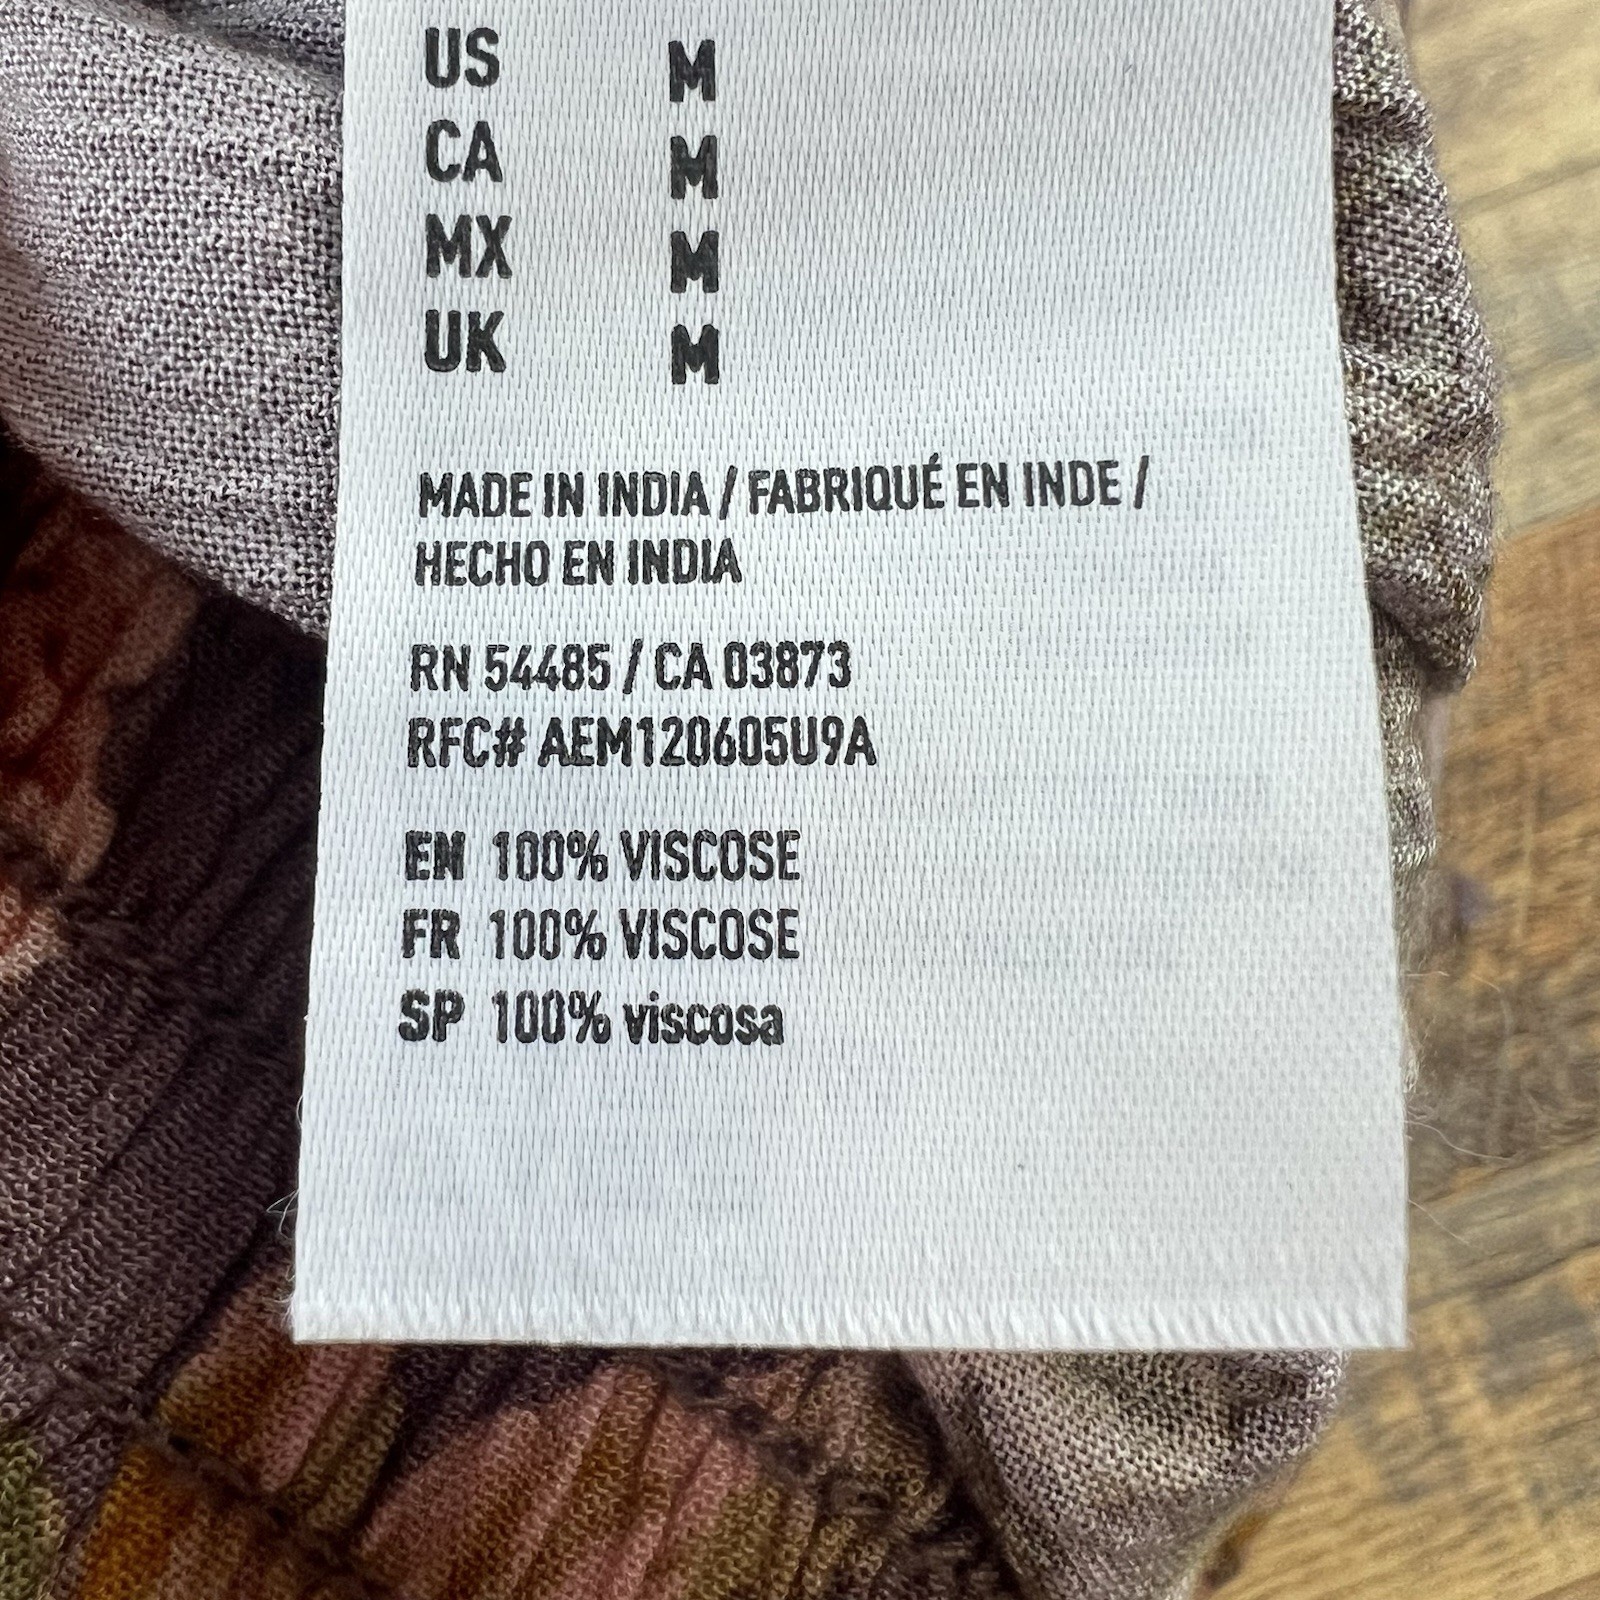 US M
CA M
MX M
UK M
MADE IN INDIA / FABRIQUÉ EN INDE /
HECHO EN INDIA
RN 54485 / CA 03873
RFC# AEM120605U9A
EN 100% VISCOSE
FR 100% VISCOSE
SP 100% viscosa